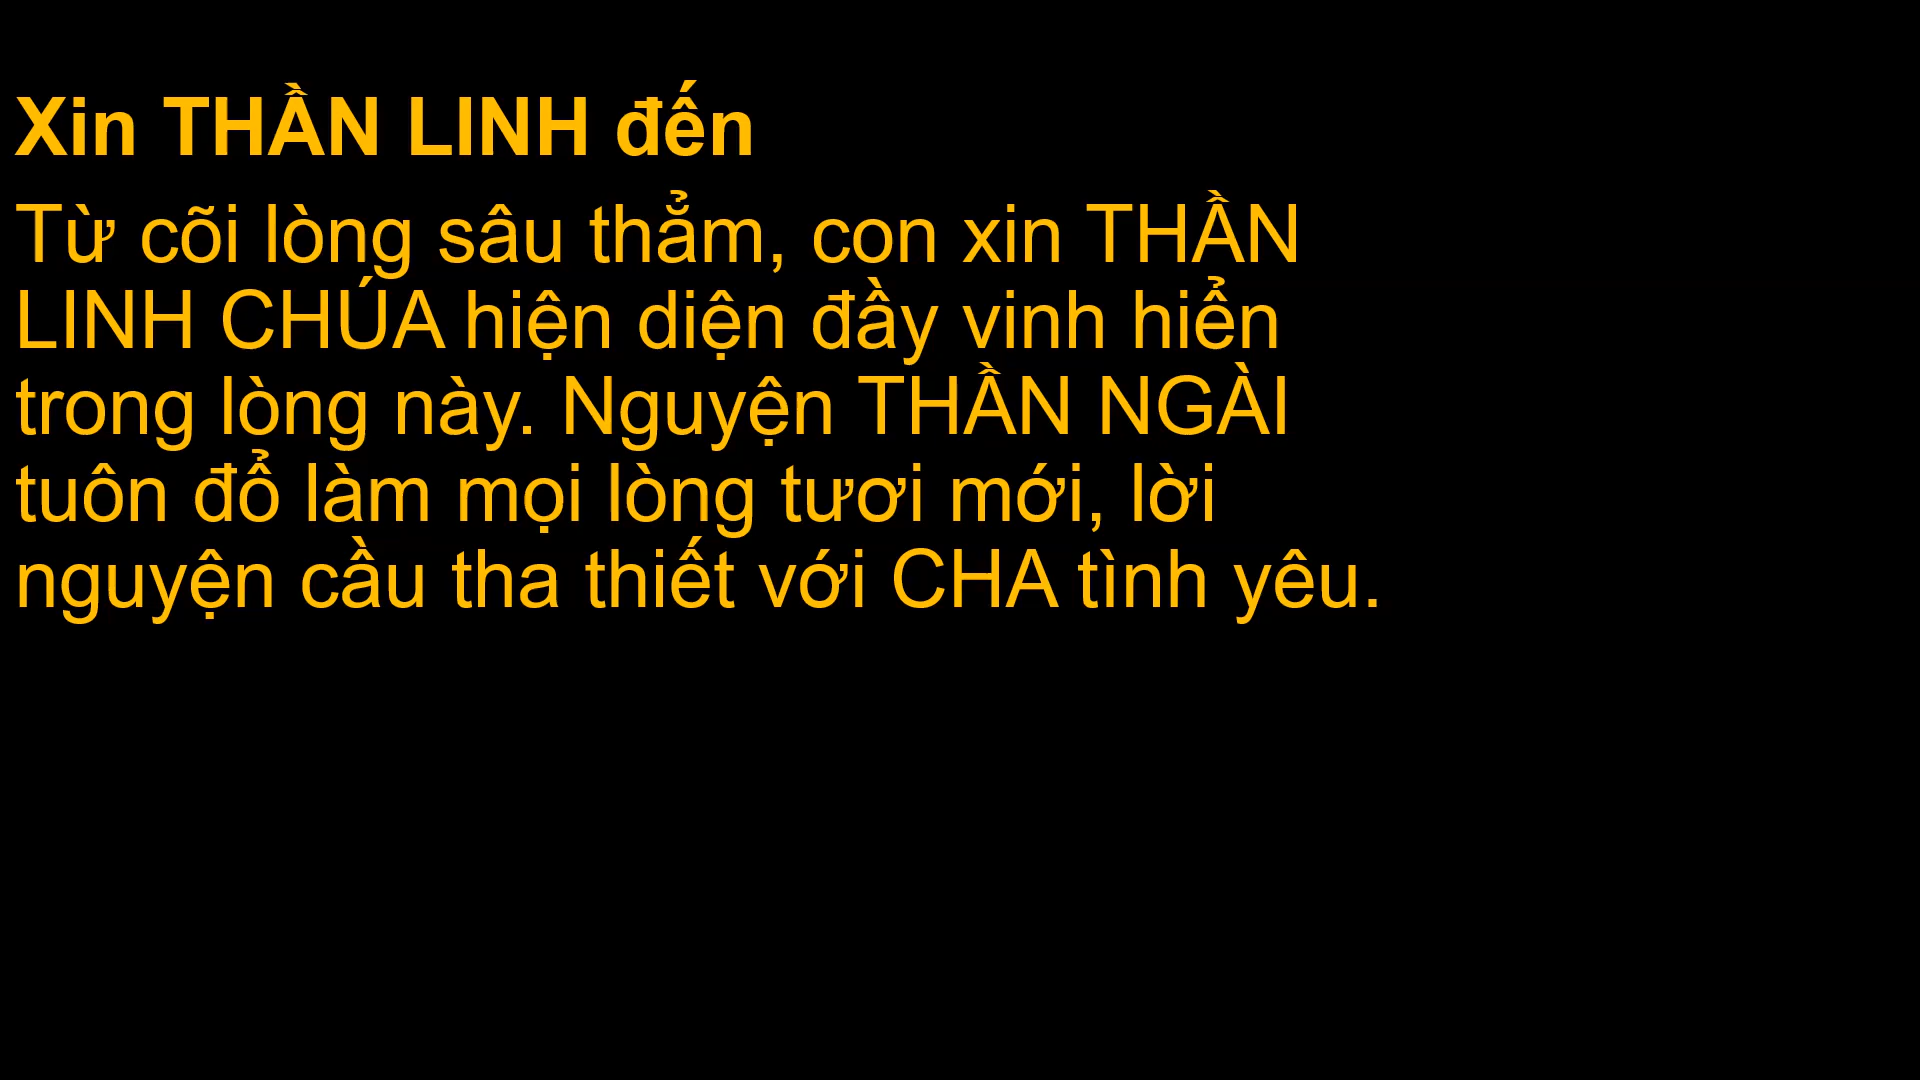 Xin THẦN LINH đến
Từ cõi lòng sâu thẳm, con xin THẦN
LINH CHÚA hiện diện đầy vinh hiển
trong lòng này. Nguyện THẦN NGÀI
tuôn đổ làm mọi lòng tươi mới, lời
nguyện cầu tha thiết với CHA tình yêu.